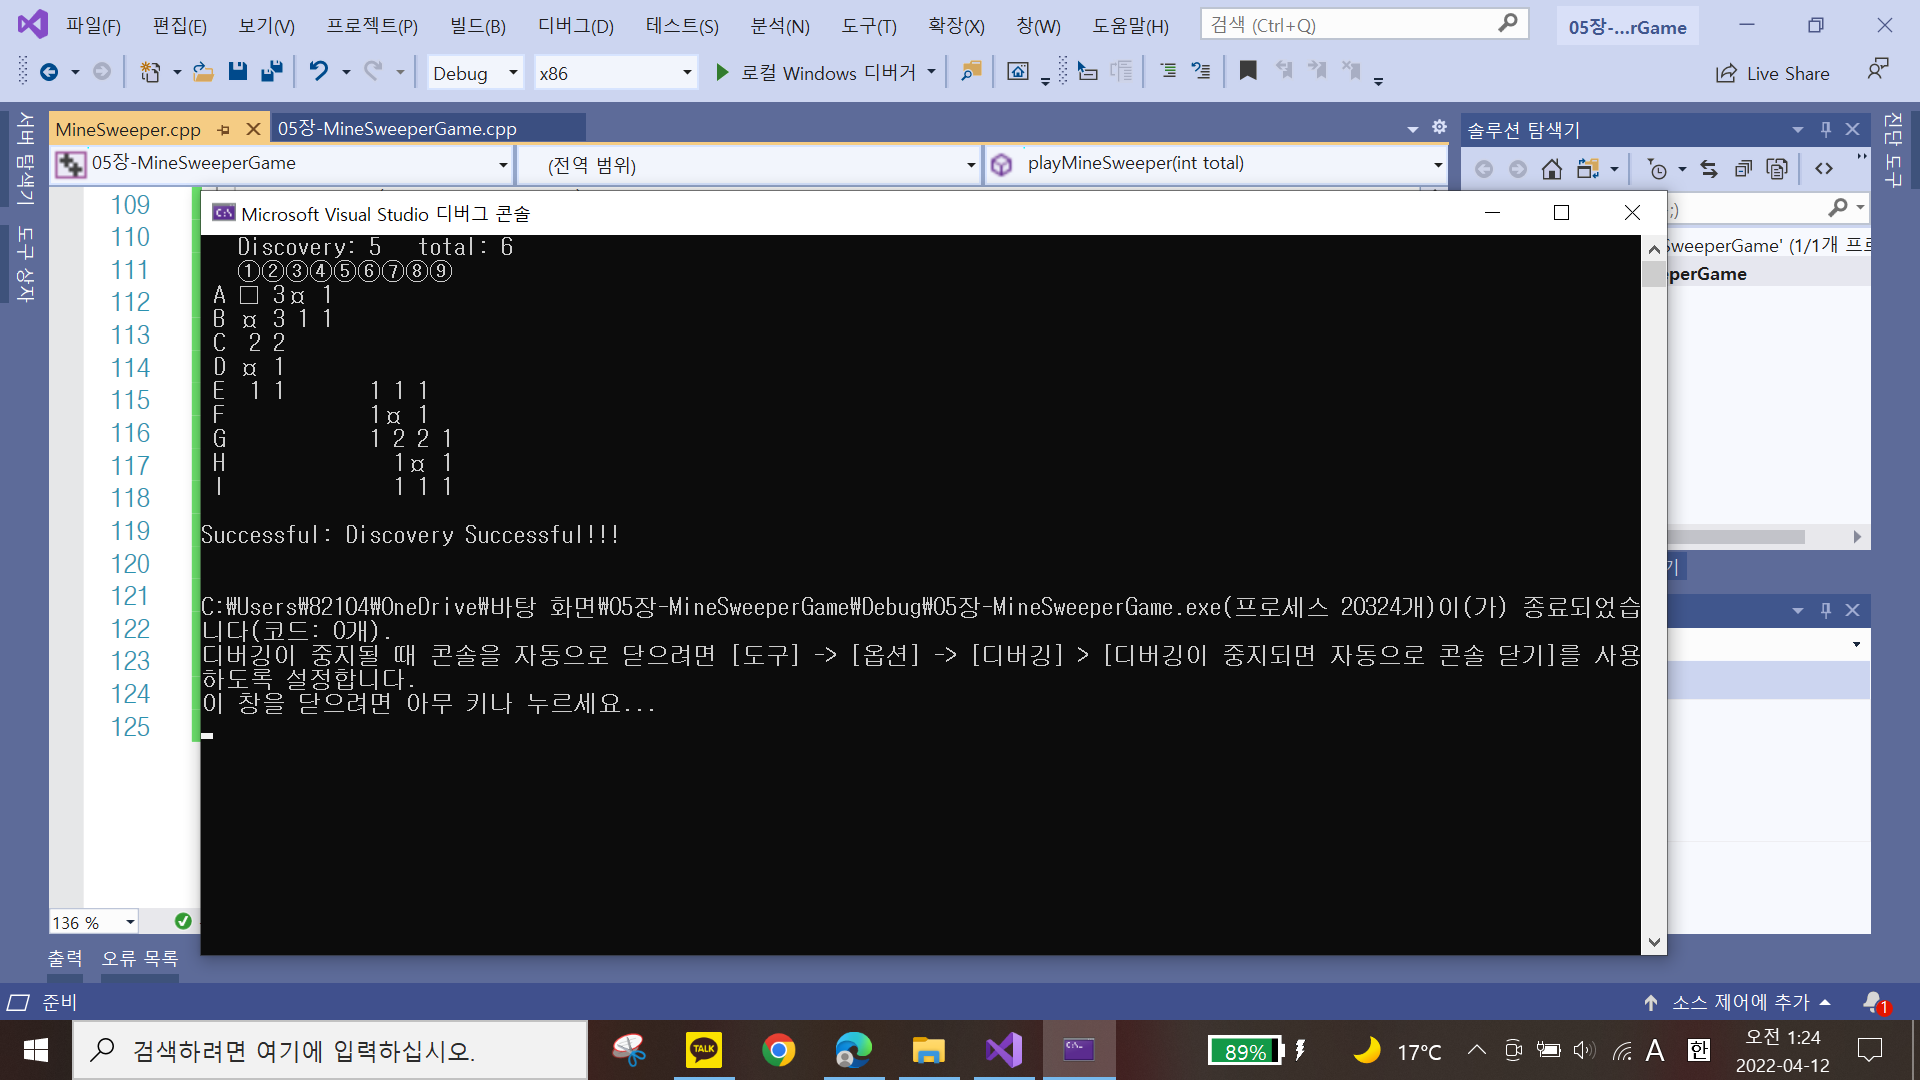 파일(F) 편집(E) 보기(V) 프로젝트(P) 빌드(B) 디버그(D) 테스트(S) 분석(N) 도구(T) 확장(X) 창(W) 도움말(H) 검색 (Ctrl+Q) 05장-...rGame
Debug x86 로컬 Windows 디버거 Live Share
서버 탐색기
도구 상자
MineSweeper.cpp 05장-MineSweeperGame.cpp
솔루션 탐색기
진단 도구
05장-MineSweeperGame (전역 범위) playMineSweeper(int total)
109
110
111
112
113
114
115
116
117
118
119
120
121
122
123
124
125
Microsoft Visual Studio 디버그 콘솔
Discovery: 5 total: 6
①②③④⑤⑥⑦⑧⑨
A □ 3¤ 1
B ¤ 3 1 1
C 2 2
D ¤ 1
E 1 1 1 1 1
F 1¤ 1
G 1 2 2 1
H 1¤ 1
I 1 1 1
Successful: Discovery Successful!!!
C:₩Users₩82104₩OneDrive₩바탕 화면₩05장-MineSweeperGame₩Debug₩05장-MineSweeperGame.exe(프로세스 20324개)이(가) 종료되었습
니다(코드: 0개).
디버깅이 중지될 때 콘솔을 자동으로 닫으려면 [도구] -> [옵션] -> [디버깅] > [디버깅이 중지되면 자동으로 콘솔 닫기]를 사용
하도록 설정합니다.
이 창을 닫으려면 아무 키나 누르세요...
;)
SweeperGame' (1/1개 프로
perGame
기
136 %
출력 오류 목록
준비 소스 제어에 추가 1
검색하려면 여기에 입력하십시오. TALK 89% 17°C A 한 오전 1:24
2022-04-12